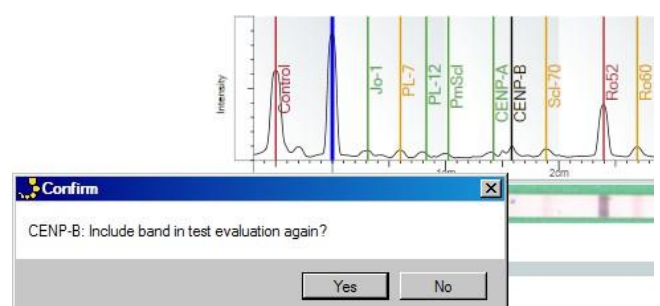 Intensity
Control
Jo-1
PL-7
PL-12
PmScl
CENP-A
CENP-B
Scl-70
Ro52
Ro60
1cm
2cm
Confirm
CENP-B: Include band in test evaluation again?
Yes
No